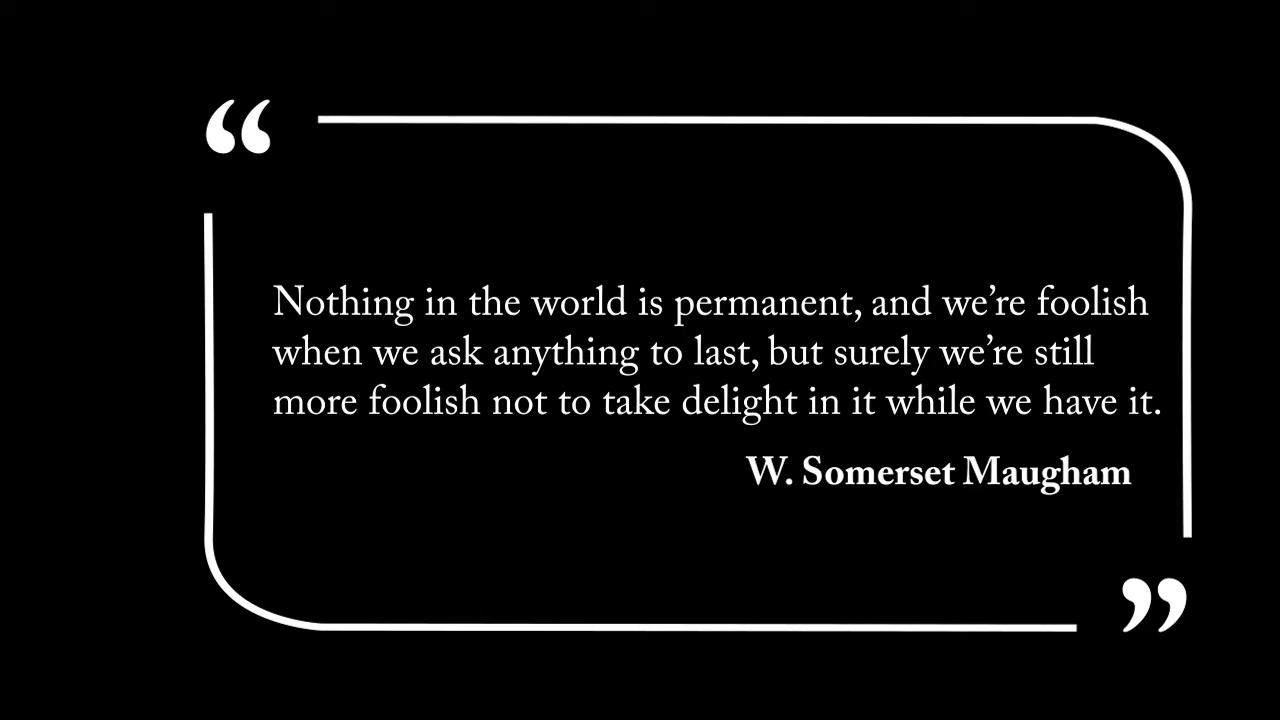 “
Nothing in the world is permanent, and we’re foolish
when we ask anything to last, but surely we’re still
more foolish not to take delight in it while we have it.
W. Somerset Maugham
”